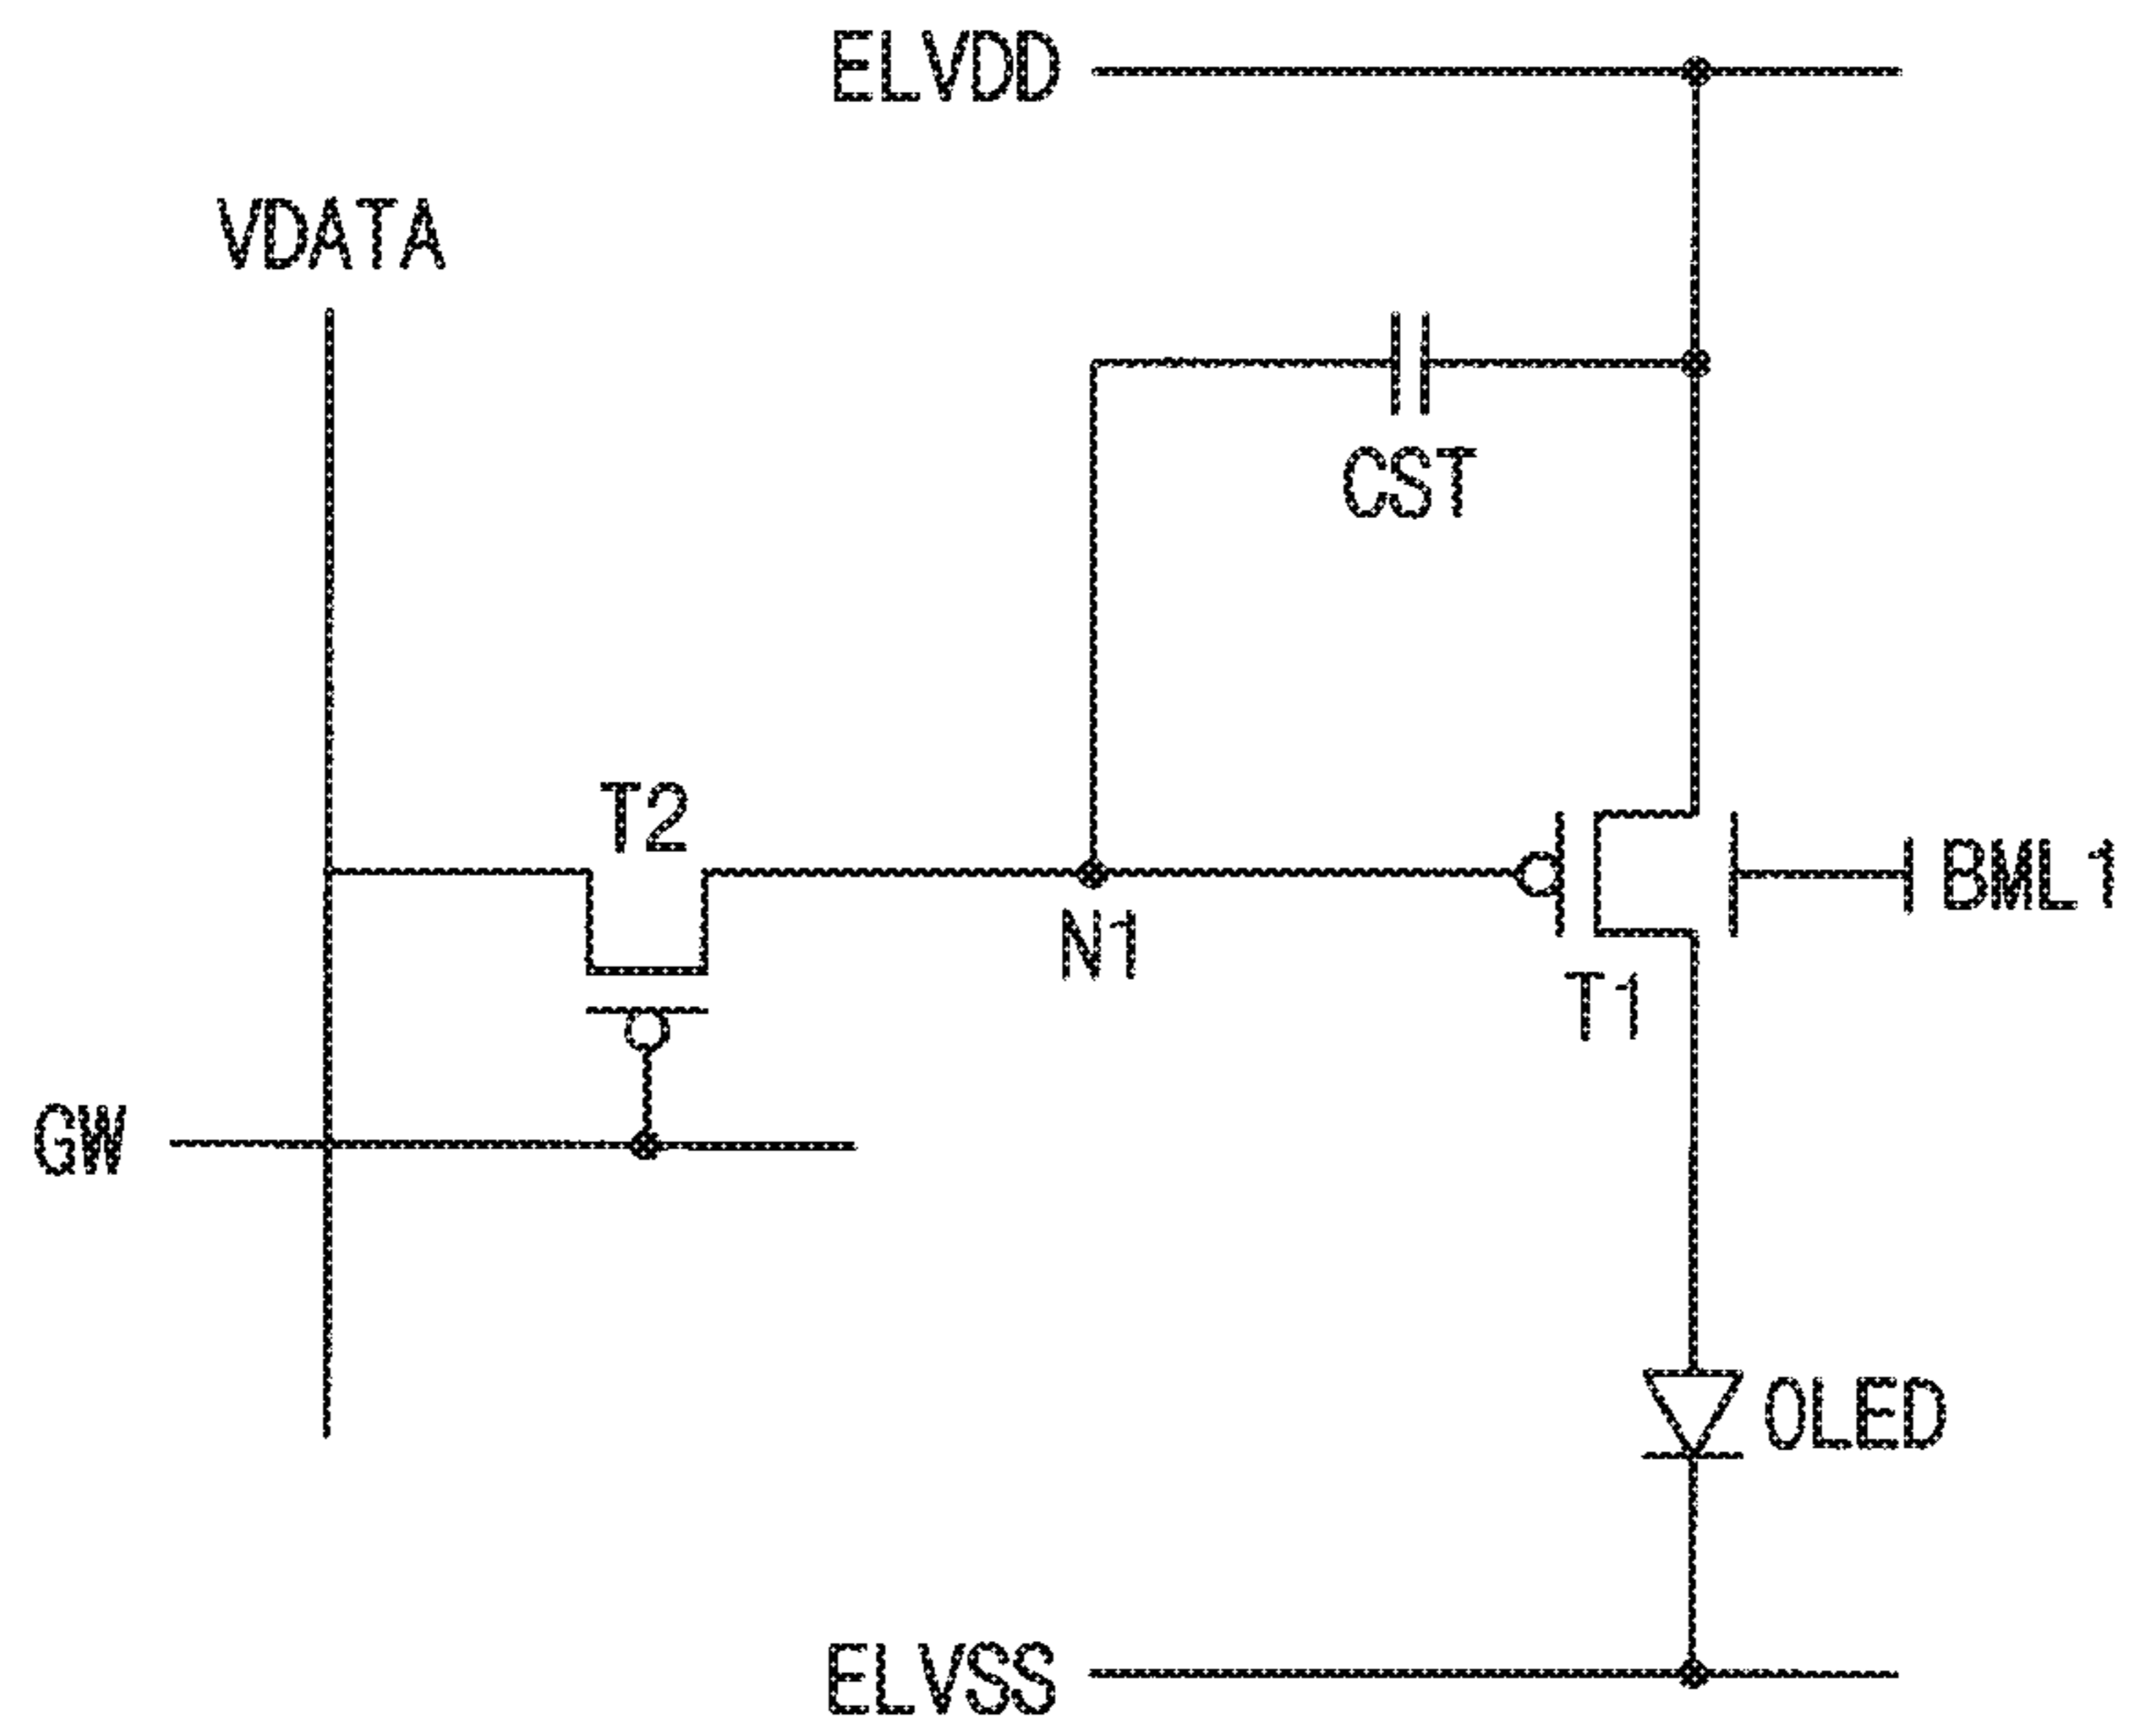 ELVDD
VDATA
CST
T2
BML1
N1
T1
GW
OLED
ELVSS